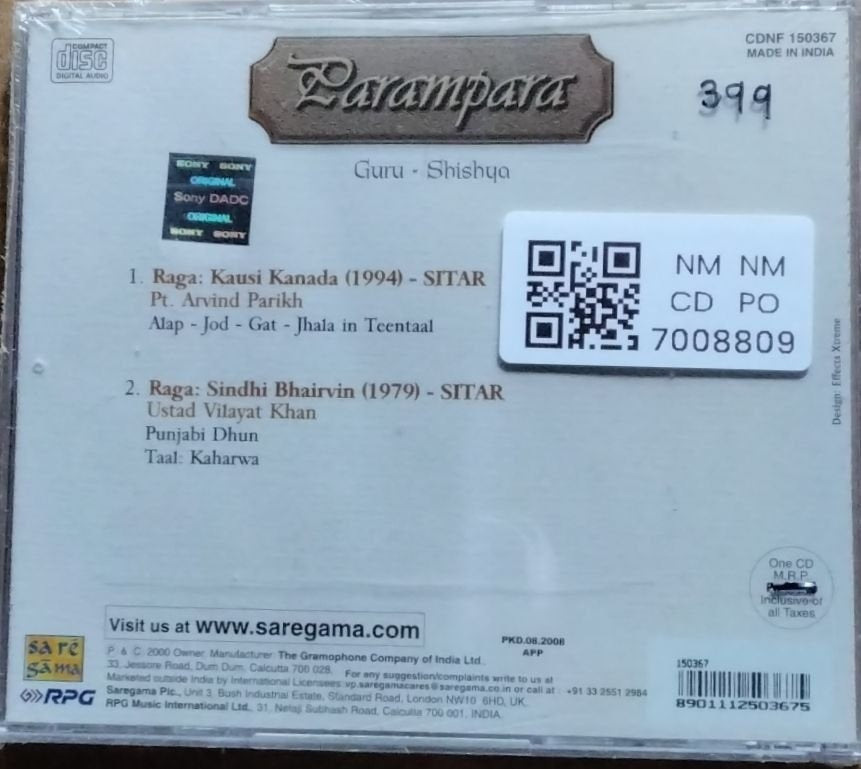 COMPACT
disc
DIGITAL AUDIO
Parampara
CDNF 150367
MADE IN INDIA
399
Guru - Shishya
SONY SONY
ORIGINAL
Sony DADC
ORIGINAL
SONY SONY
NM NM
CD PO
7008809
1. Raga: Kausi Kanada (1994) - SITAR
Pt. Arvind Parikh
Alap - Jod - Gat - Jhala in Teentaal
2. Raga: Sindhi Bhairvin (1979) - SITAR
Ustad Vilayat Khan
Punjabi Dhun
Taal: Kaharwa
Design: Effects Xtreme
One CD
M.R.P.
Inclusive of
all Taxes
Visit us at www.saregama.com
PKD.08.2008
APP
sa re
ga ma
RPG
P. & C. 2000 Owner, Manufacturer: The Gramophone Company of India Ltd.,
33, Jessore Road, Dum Dum, Calcutta 700 028. For any suggestion/complaints write to us at
Marketed outside India by International Licensees: vp.saregamacares@saregama.co.in or call at : +91 33 2551 2984
Saregama Plc., Unit 3, Bush Industrial Estate, Standard Road, London NW10 6HD, UK.
RPG Music International Ltd., 31, Netaji Subhash Road, Calcutta 700 001, INDIA.
150367
8901112503675